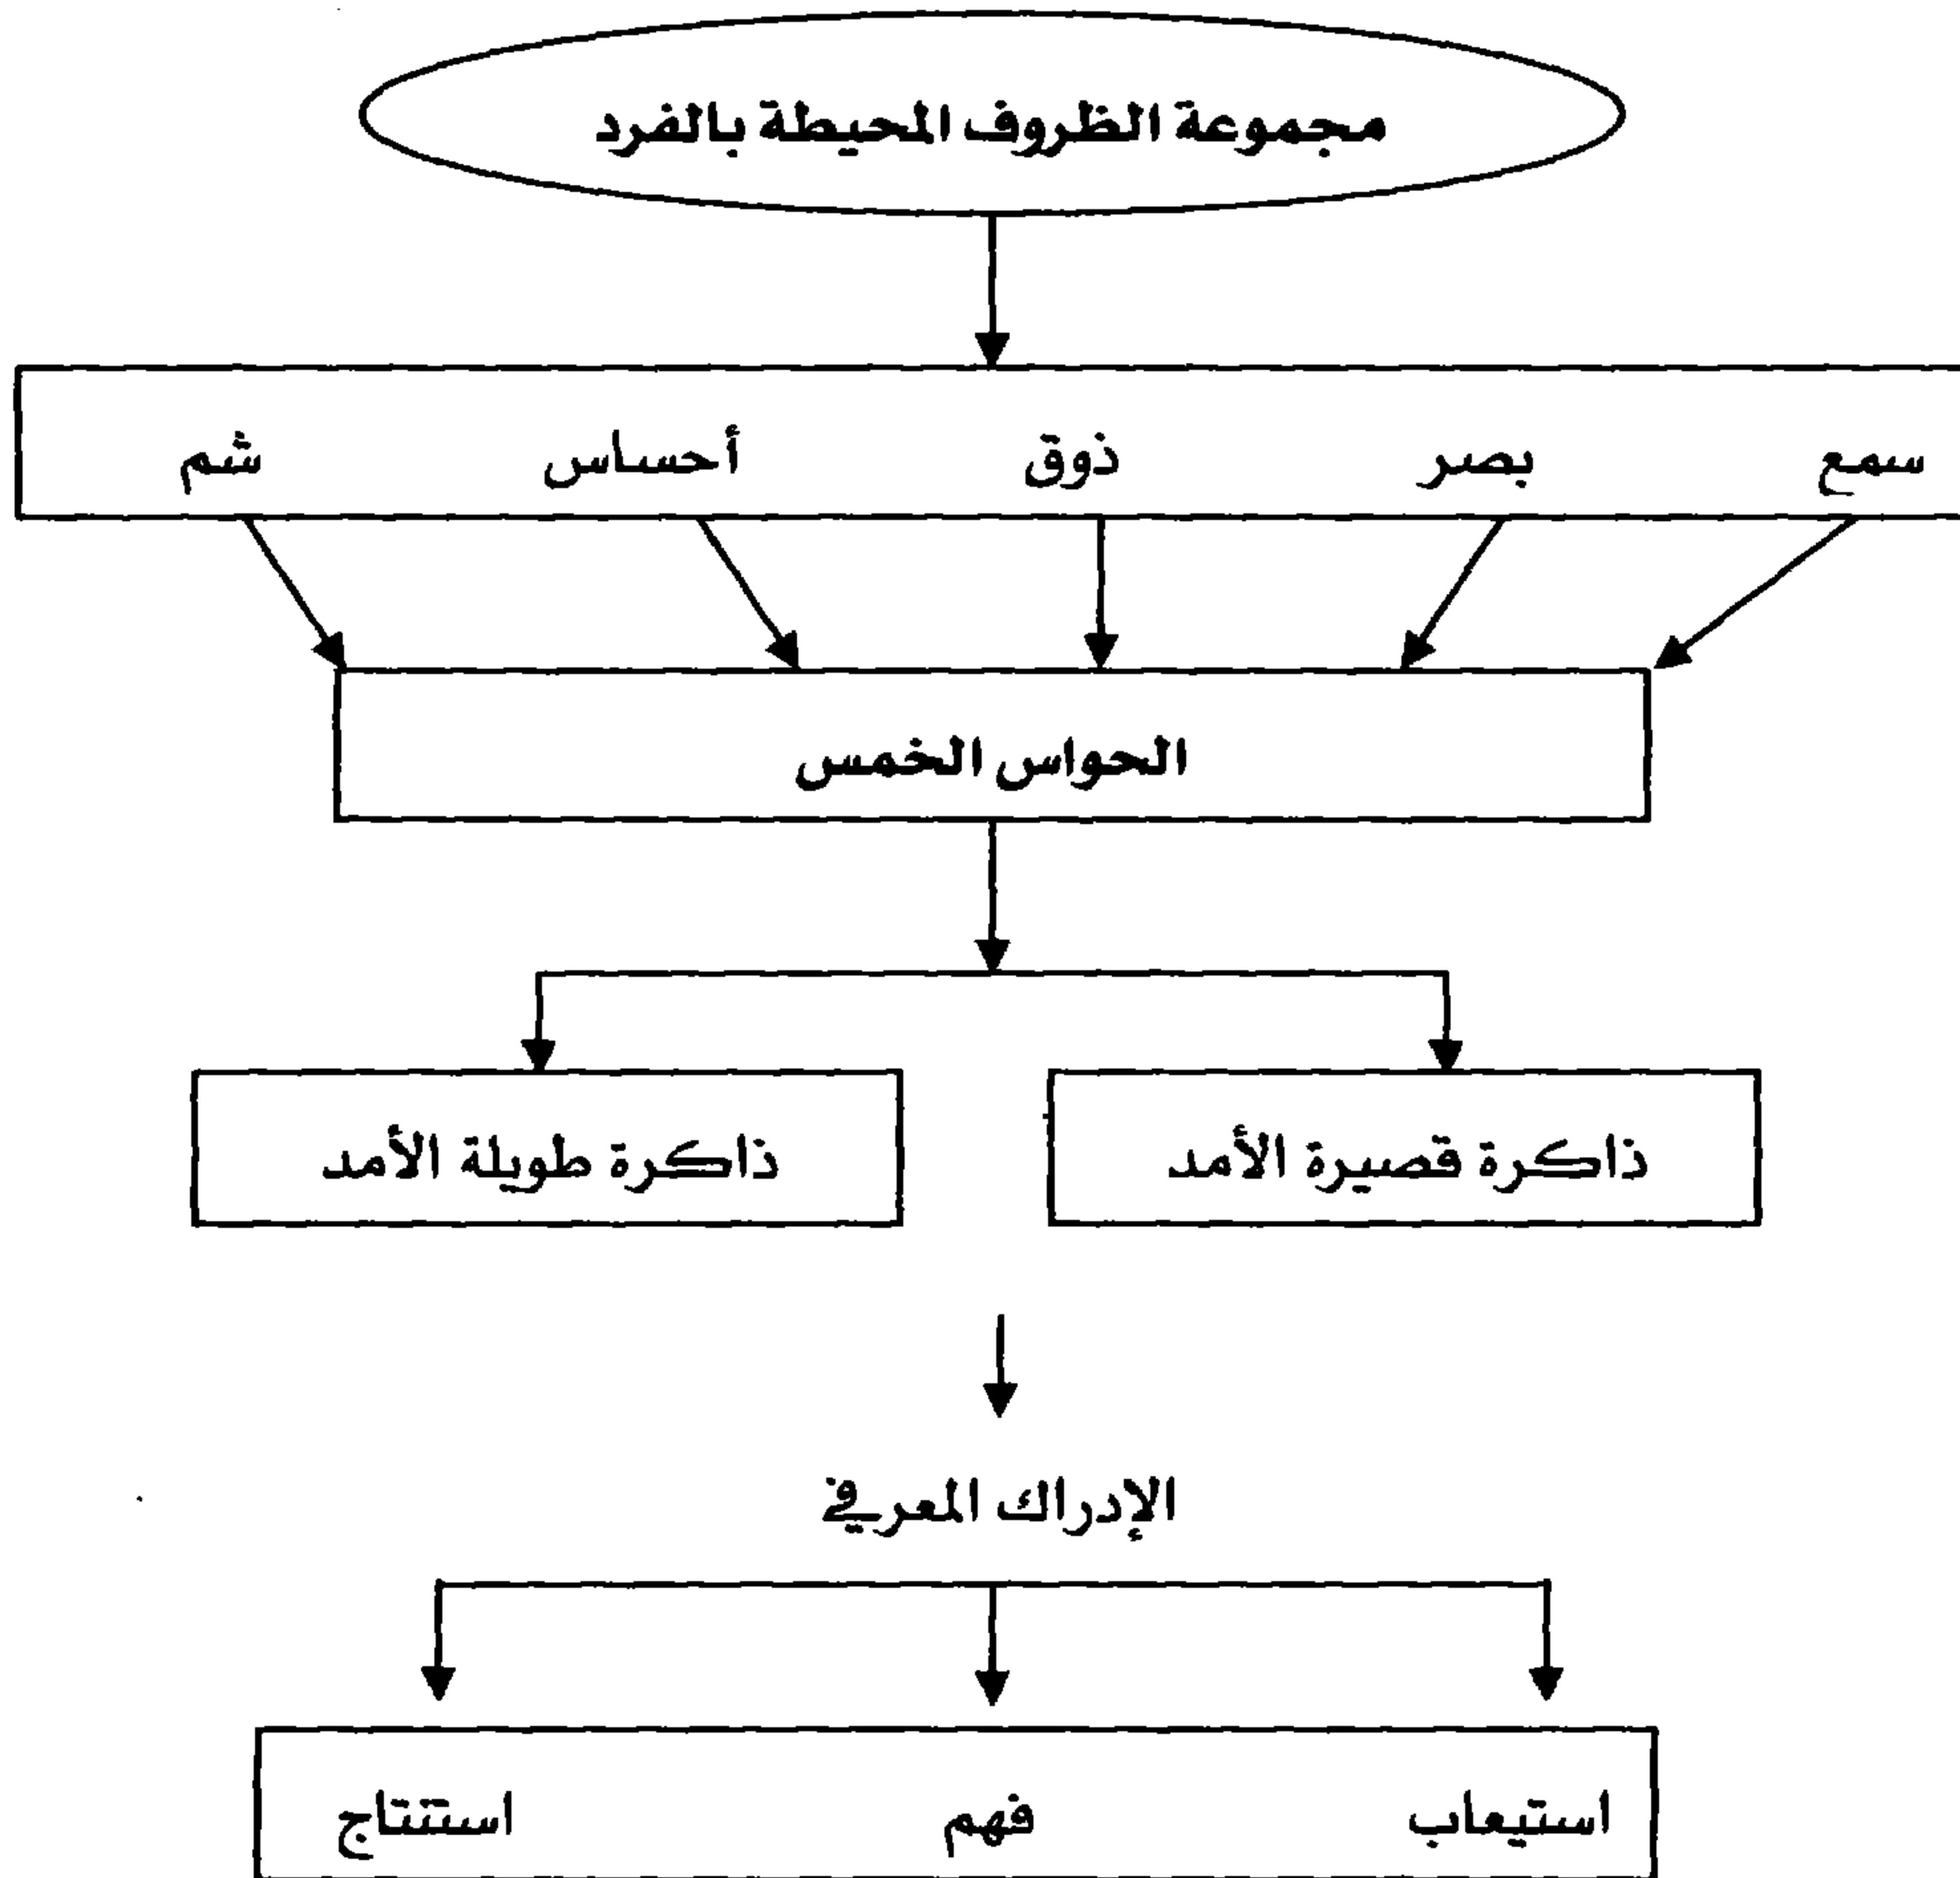 مجموعة الظروف المحيطة بالفرد
سمع بصر ذوق أحساس شم
الحواس الخمس
ذاكرة قصيرة الأمد ذاكرة طويلة الأمد
الإدراك المعرفي
استيعاب فهم استنتاج